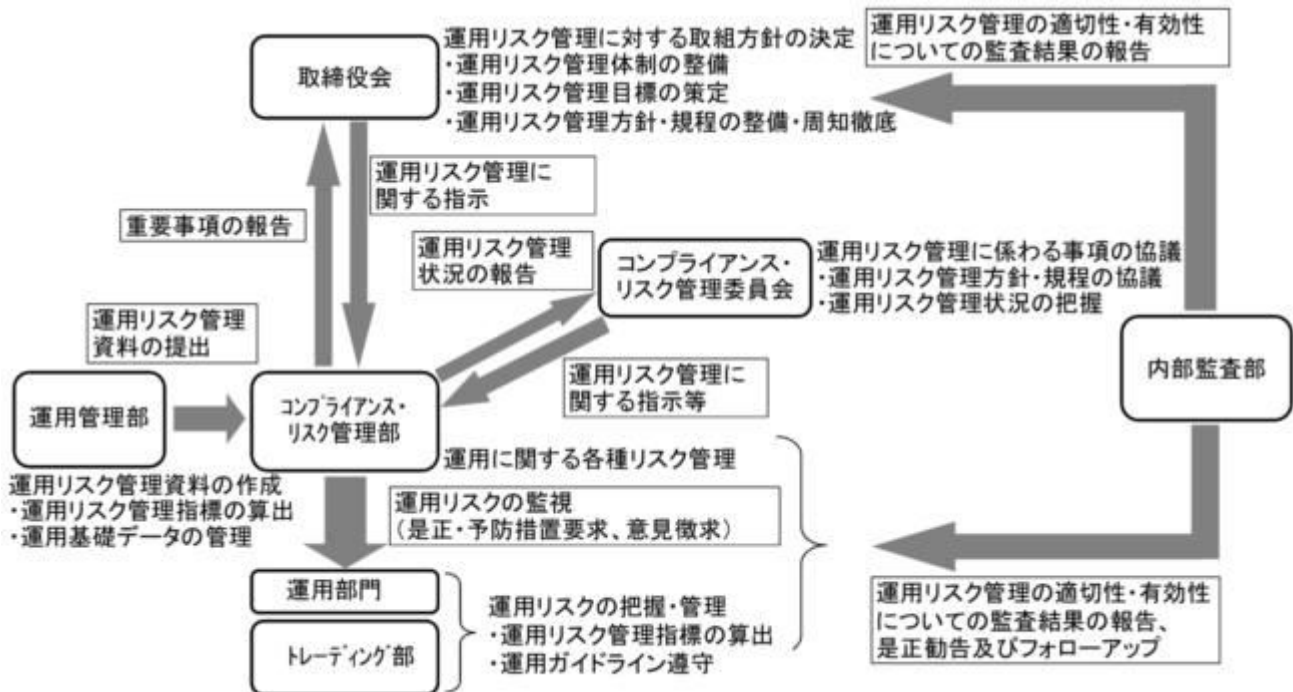 取締役会
運用リスク管理に対する取組方針の決定
・運用リスク管理体制の整備
・運用リスク管理目標の策定
・運用リスク管理方針・規程の整備・周知徹底
運用リスク管理の適切性・有効性
についての監査結果の報告
運用リスク管理に
関する指示
重要事項の報告
運用リスク管理
状況の報告
コンプライアンス・
リスク管理委員会
運用リスク管理に係わる事項の協議
・運用リスク管理方針・規程の協議
・運用リスク管理状況の把握
運用リスク管理
資料の提出
運用リスク管理に
関する指示等
内部監査部
運用管理部
コンプライアンス・
リスク管理部
運用リスク管理資料の作成
・運用リスク管理指標の算出
・運用基礎データの管理
運用に関する各種リスク管理
運用リスクの監視
(是正・予防措置要求、意見徴求)
運用部門
トレーディング部
運用リスクの把握・管理
・運用リスク管理指標の算出
・運用ガイドライン遵守
運用リスク管理の適切性・有効性
についての監査結果の報告、
是正勧告及びフォローアップ